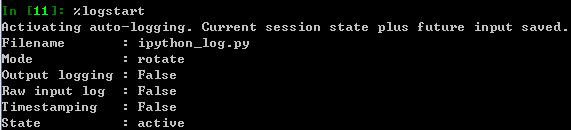 In [11]: %logstart
Activating auto-logging. Current session state plus future input saved.
Filename       : ipython_log.py
Mode           : rotate
Output logging : False
Raw input log  : False
Timestamping   : False
State          : active